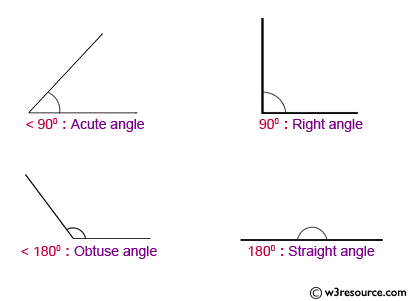 < 90⁰ : Acute angle
90⁰ : Right angle
< 180⁰ : Obtuse angle
180⁰ : Straight angle
© w3resource.com